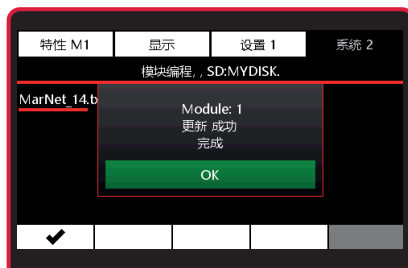 特性 M1 显示 设置 1 系统 2
模块编程, , SD:MYDISK.
MarNet_14.b
Module: 1
更新 成功
完成
OK